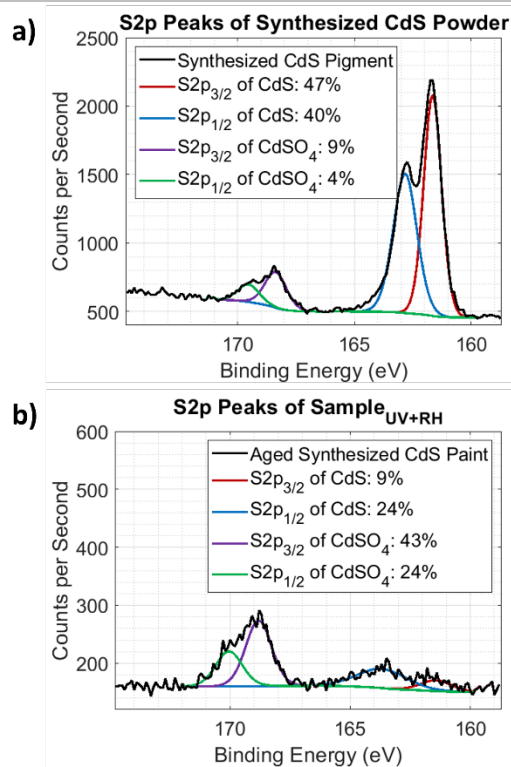 a)
S2p Peaks of Synthesized CdS Powder
2500
2000
1500
1000
500
Counts per Second
Synthesized CdS Pigment
S2p3/2 of CdS: 47%
S2p1/2 of CdS: 40%
S2p3/2 of CdSO4: 9%
S2p1/2 of CdSO4: 4%
170 165 160
Binding Energy (eV)
b)
S2p Peaks of SampleUV+RH
600
500
400
300
200
Counts per Second
Aged Synthesized CdS Paint
S2p3/2 of CdS: 9%
S2p1/2 of CdS: 24%
S2p3/2 of CdSO4: 43%
S2p1/2 of CdSO4: 24%
170 165 160
Binding Energy (eV)